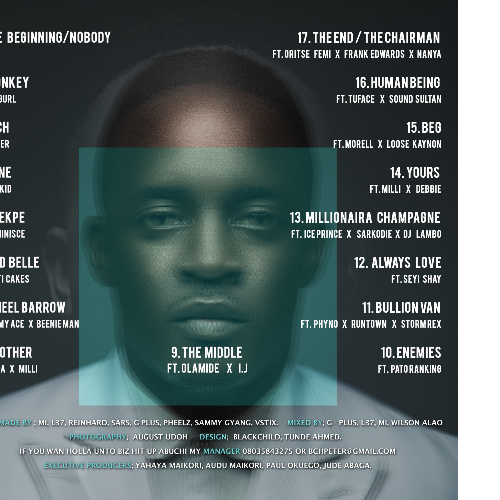 E BEGINNING/NOBODY
17. THE END / THE CHAIRMAN
FT. ORITSE FEMI X FRANK EDWARDS X NANYA
NKEY
GURL
16. HUMAN BEING
FT. TUFACE X SOUND SULTAN
CH
ER
15. BEG
FT. MORELL X LOOSE KAYNON
NE
KID
14. YOURS
FT. MILLI X DEBBIE
EKPE
INISCE
13. MILLIONAIRA CHAMPAGNE
FT. ICE PRINCE X SARKODIE X DJ LAMBO
D BELLE
I CAKES
12. ALWAYS LOVE
FT. SEYI SHAY
EEL BARROW
MY ACE X BEENIE MAN
11. BULLION VAN
FT. PHYNO X RUNTOWN X STORMREX
OTHER
A X MILLI
9. THE MIDDLE
FT. OLAMIDE X I.J
10. ENEMIES
FT. PATORANKING
MADE BY ; MI, L37, REINHARD, SARS, G PLUS, PHEELZ, SAMMY GYANG, VSTIX. MIXED BY; G PLUS, L37, MI, WILSON ALAO
PHOTOGRAPHY; AUGUST UDOH DESIGN; BLACKCHILD, TUNDE AHMED.
IF YOU WAN HOLLA UNTO BIZ HIT UP ABUCHI MY MANAGER 08035843275 OR BCHPETER@GMAIL.COM
EXECUTIVE PRODUCERS; YAHAYA MAIKORI, AUDU MAIKORI, PAUL OKUEGO, JUDE ABAGA.